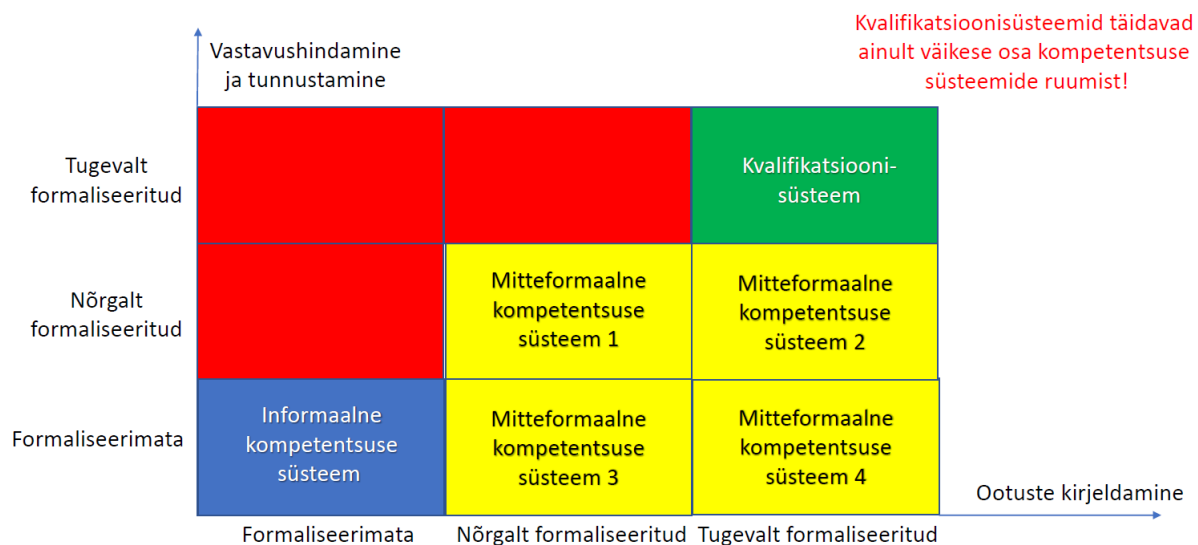 Kvalifikatsioonisüsteemid täidavad
ainult väikese osa kompetentsuse
süsteemide ruumist!
Vastavushindamine
ja tunnustamine
Tugevalt
formaliseeritud
Kvalifikatsiooni-
süsteem
Nõrgalt
formaliseeritud
Mitteformaalne
kompetentsuse
süsteem 1
Mitteformaalne
kompetentsuse
süsteem 2
Formaliseerimata
Informaalne
kompetentsuse
süsteem
Mitteformaalne
kompetentsuse
süsteem 3
Mitteformaalne
kompetentsuse
süsteem 4
Ootuste kirjeldamine
Formaliseerimata
Nõrgalt formaliseeritud
Tugevalt formaliseeritud